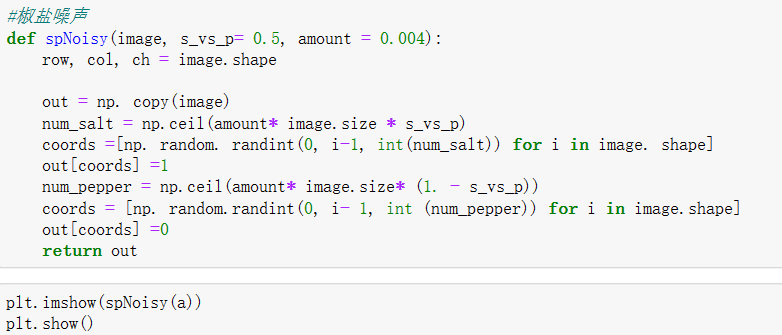 #椒盐噪声
def spNoisy(image, s_vs_p= 0.5, amount = 0.004):
    row, col, ch = image.shape

    out = np. copy(image)
    num_salt = np.ceil(amount* image.size * s_vs_p)
    coords =[np. random. randint(0, i-1, int(num_salt)) for i in image. shape]
    out[coords] =1
    num_pepper = np.ceil(amount* image.size* (1. - s_vs_p))
    coords = [np. random.randint(0, i- 1, int (num_pepper)) for i in image.shape]
    out[coords] =0
    return out

plt.imshow(spNoisy(a))
plt.show()